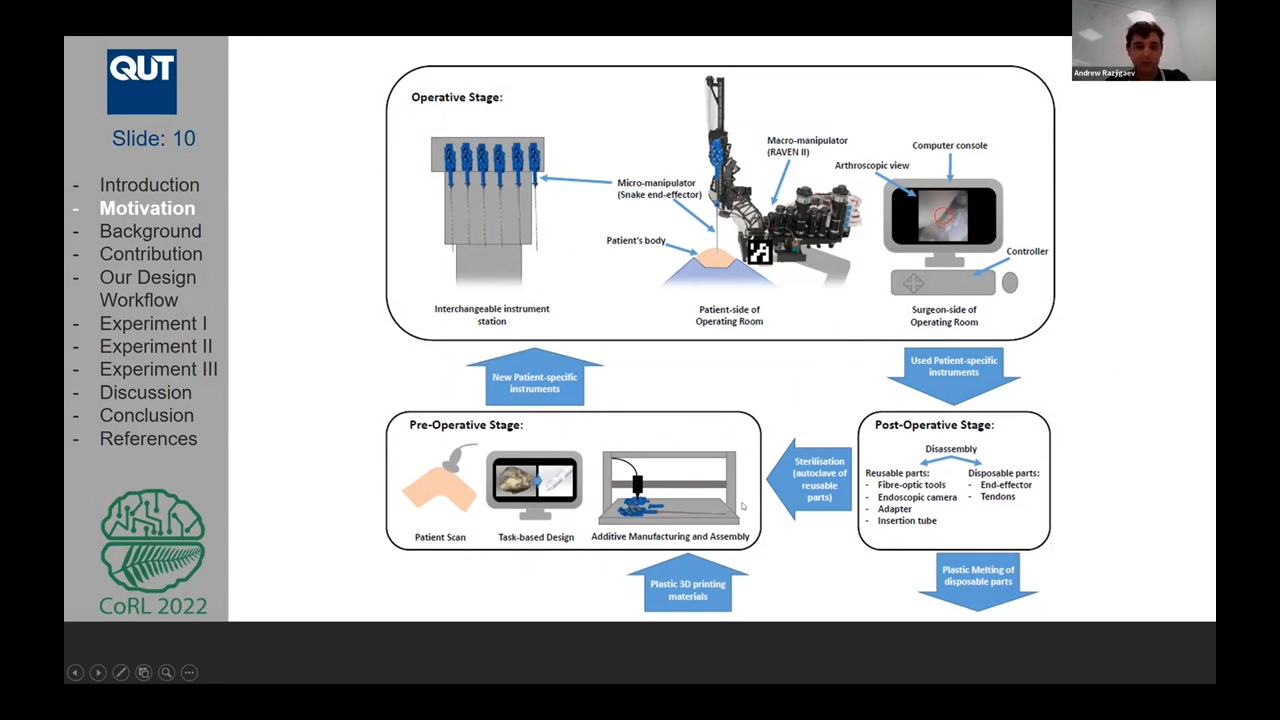 QUT
Slide: 10
- Introduction
- Motivation
- Background
- Contribution
- Our Design
Workflow
- Experiment I
- Experiment II
- Experiment III
- Discussion
- Conclusion
- References
CoRL 2022
Andrew Razjigaev
Operative Stage:
Interchangeable instrument
station
Micro-manipulator
(Snake end-effector)
Patient's body
Macro-manipulator
(RAVEN II)
Patient-side of
Operating Room
Arthroscopic view
Computer console
Controller
Surgeon-side of
Operating Room
New Patient-specific
instruments
Used Patient-specific
instruments
Pre-Operative Stage:
Patient Scan
Task-based Design
Additive Manufacturing and Assembly
Sterilisation
(autoclave of
reusable
parts)
Post-Operative Stage:
Disassembly
Reusable parts:
- Fibre-optic tools
- Endoscopic camera
- Adapter
- Insertion tube
Disposable parts:
- End-effector
- Tendons
Plastic 3D printing
materials
Plastic Melting of
disposable parts